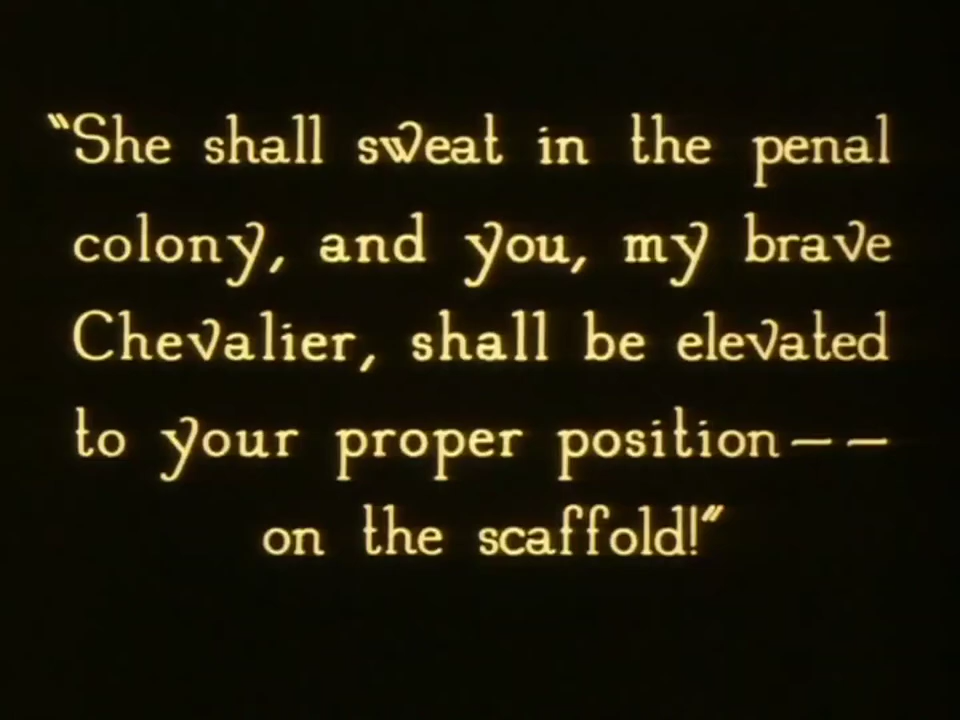 “She shall sweat in the penal
colony, and you, my brave
Chevalier, shall be elevated
to your proper position——
on the scaffold!”